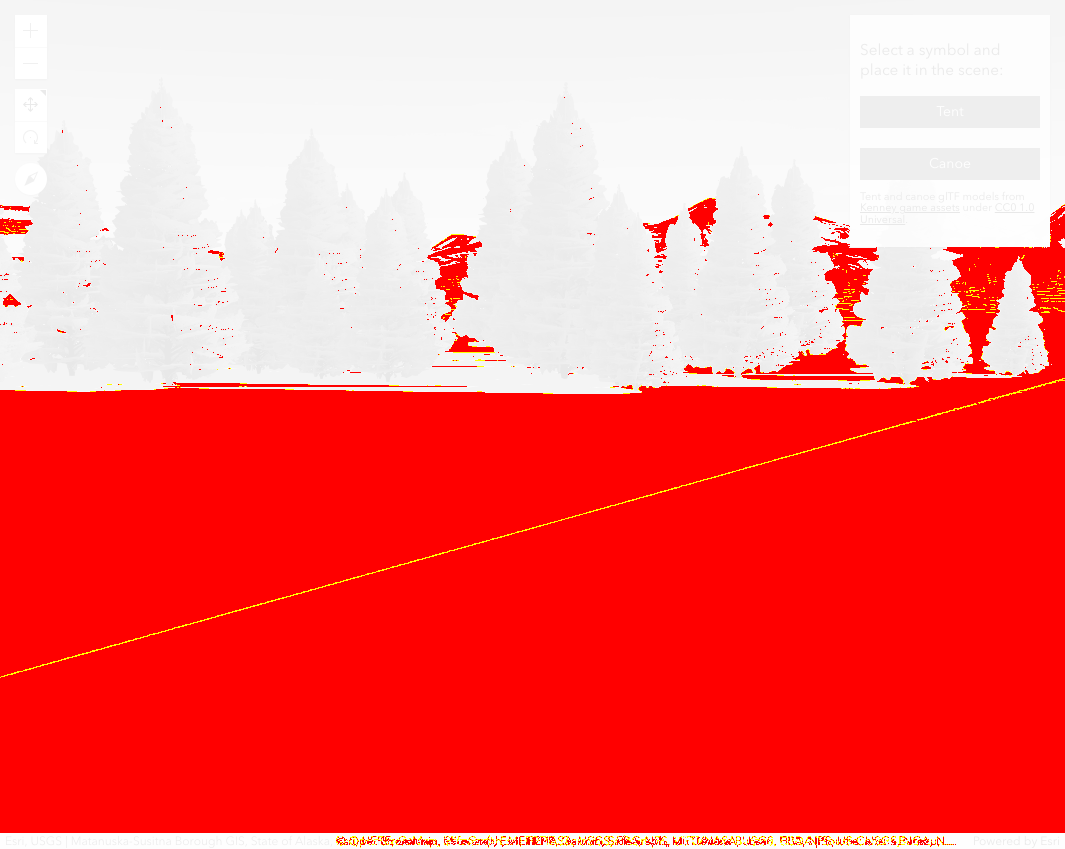 Select a symbol and
place it in the scene:
Tent
Canoe
Tent and canoe glTF models from
Kenney game assets under CC0 1.0
Universal.
Esri, USGS | Matanuska-Susitna Borough GIS, State of Alaska
Powered by Esri